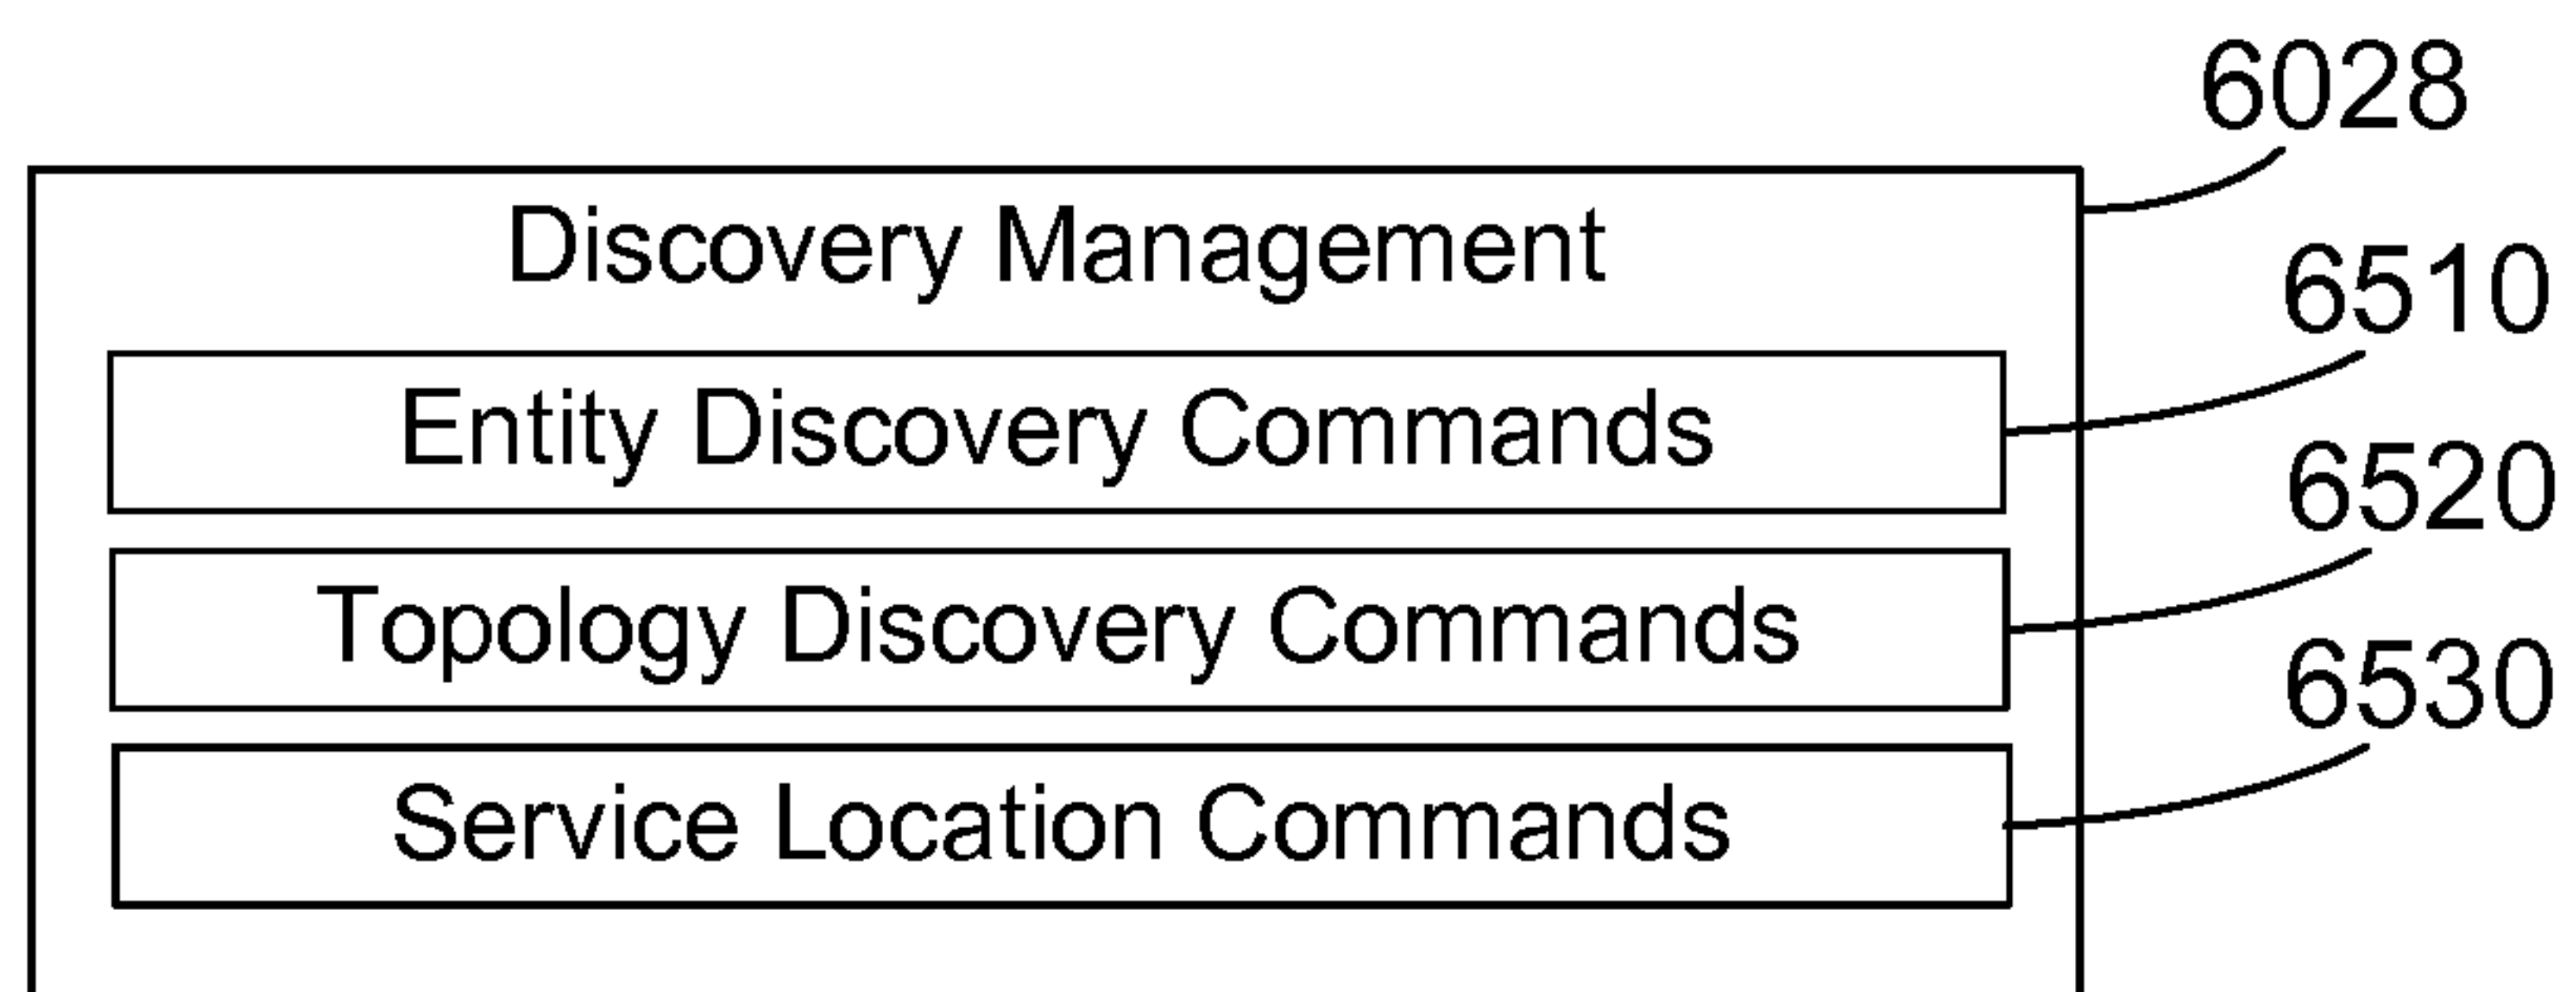 6028
Discovery Management
6510
Entity Discovery Commands
6520
Topology Discovery Commands
6530
Service Location Commands